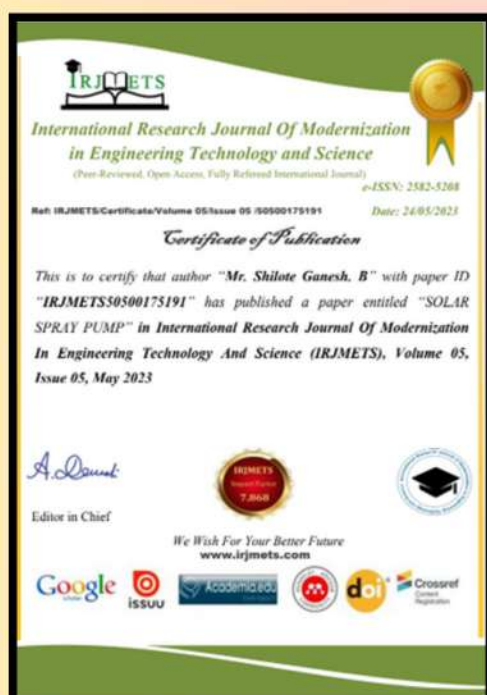 IRJMETS
International Research Journal Of Modernization
in Engineering Technology and Science
(Peer-Reviewed, Open Access, Fully Refereed International Journal)
e-ISSN: 2582-5208
Ref: IRJMETS/Certificate/Volume 05/Issue 05 /50500175191
Date: 24/05/2023
Certificate of Publication
This is to certify that author "Mr. Shilote Ganesh. B" with paper ID
"IRJMETS50500175191" has published a paper entitled "SOLAR
SPRAY PUMP" in International Research Journal Of Modernization
In Engineering Technology And Science (IRJMETS), Volume 05,
Issue 05, May 2023
IRJMETS
Impact Factor
7.868
Editor in Chief
We Wish For Your Better Future
www.irjmets.com
Google
issuu
Academia.edu
doi
Crossref
Content
Registration